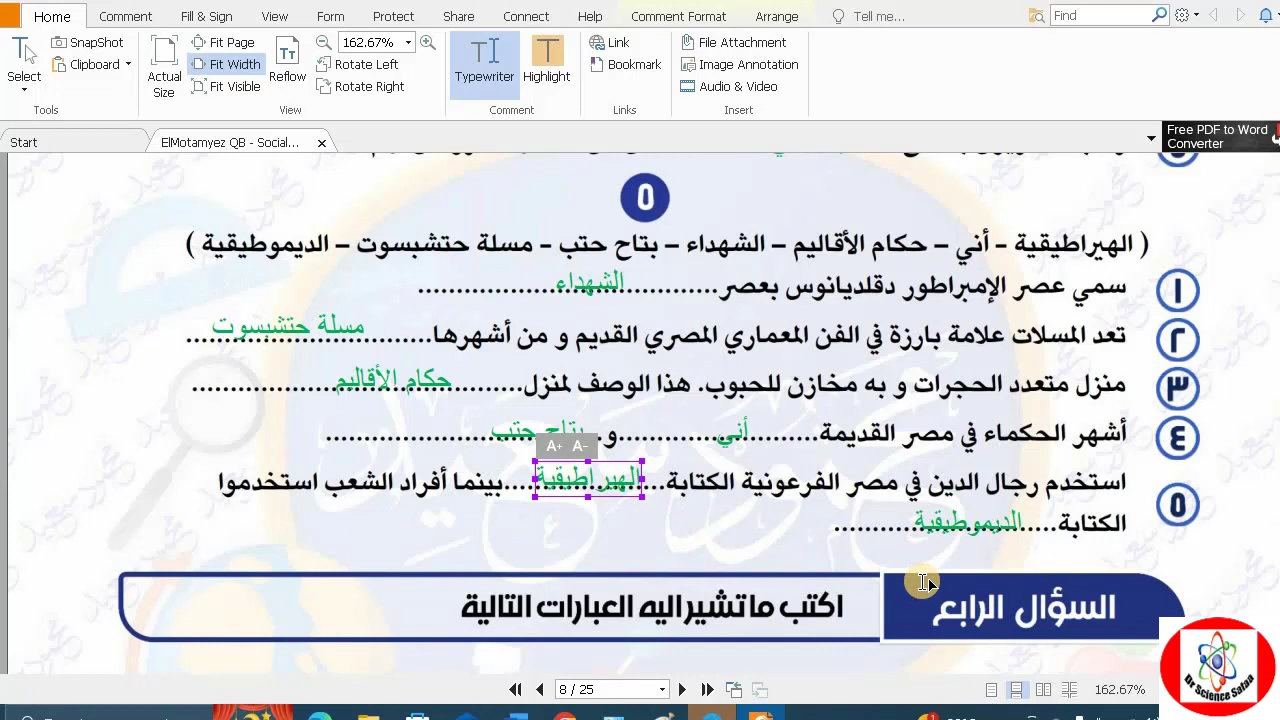 Home Comment Fill & Sign View Form Protect Share Connect Help Comment Format Arrange Tell me... Find
SnapShot Fit Page 162.67% Link File Attachment
Clipboard Fit Width Rotate Left Bookmark Image Annotation
Select Actual Size Reflow Fit Visible Rotate Right Typewriter Highlight Audio & Video
Tools View Comment Links Insert
Start ElMotamyez QB - Social... Free PDF to Word Converter
٥
( الهيراطيقية - أني - حكام الأقاليم - الشهداء - بتاح حتب - مسلة حتشبسوت - الديموطيقية )
١ سمي عصر الإمبراطور دقلديانوس بعصر........الشهداء........
٢ تعد المسلات علامة بارزة في الفن المعماري المصري القديم و من أشهرها........مسلة حتشبسوت
٣ منزل متعدد الحجرات و به مخازن للحبوب. هذا الوصف لمنزل........حكام الأقاليم........
٤ أشهر الحكماء في مصر القديمة........أني........و........بتاح حتب........
A+ A-
٥ استخدم رجال الدين في مصر الفرعونية الكتابة........الهيراطيقية........بينما أفراد الشعب استخدموا
الكتابة........الديموطيقية........
السؤال الرابع اكتب ما تشير اليه العبارات التالية
8 / 25 162.67%
Dr Science Sataa